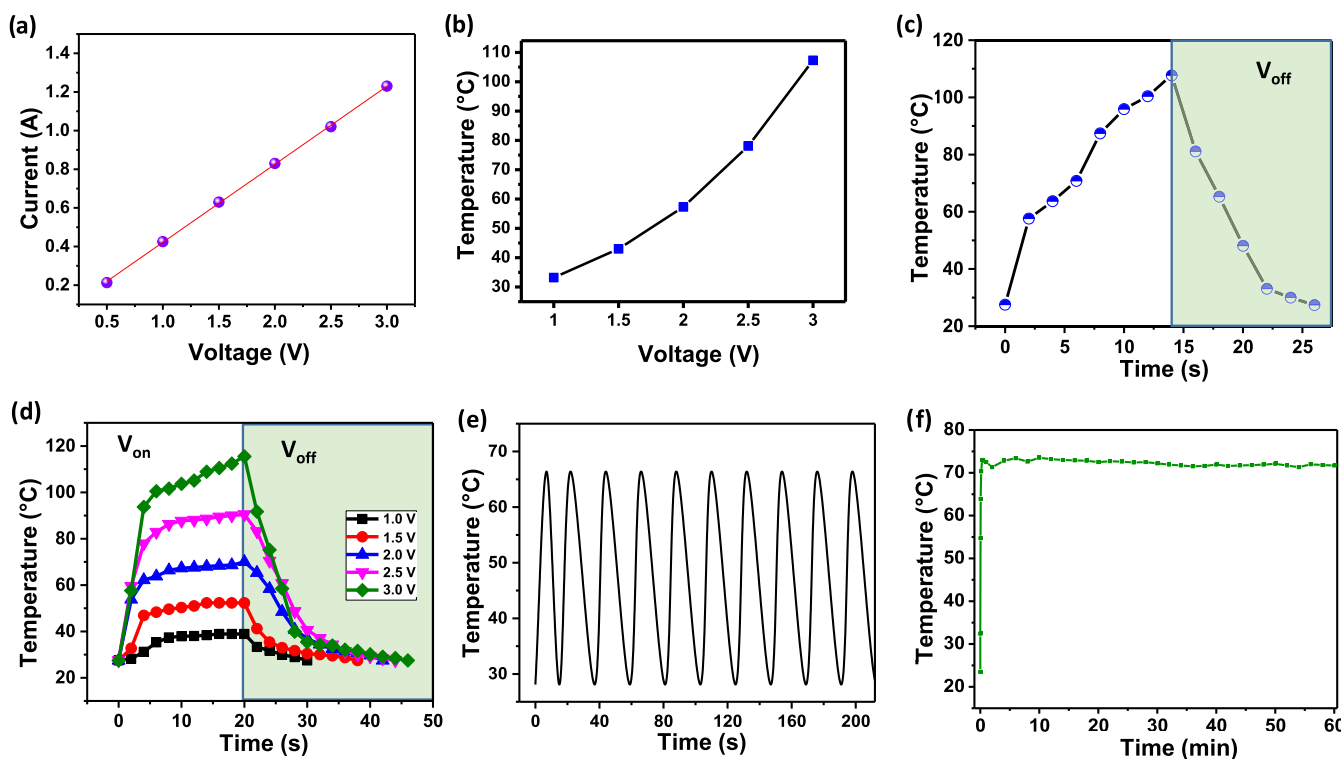 (a)
1.4
1.2
1.0
0.8
0.6
0.4
0.2
Current (A)
0.5 1.0 1.5 2.0 2.5 3.0
Voltage (V)
(b)
110
100
90
80
70
60
50
40
30
Temperature (°C)
1 1.5 2 2.5 3
Voltage (V)
(c)
120
100
80
60
40
20
Temperature (°C)
Voff
0 5 10 15 20 25
Time (s)
(d)
120
100
80
60
40
20
Temperature (°C)
Von
Voff
1.0 V
1.5 V
2.0 V
2.5 V
3.0 V
0 10 20 30 40 50
Time (s)
(e)
70
60
50
40
30
Temperature (°C)
0 40 80 120 160 200
Time (s)
(f)
80
70
60
50
40
30
20
Temperature (°C)
0 10 20 30 40 50 60
Time (min)